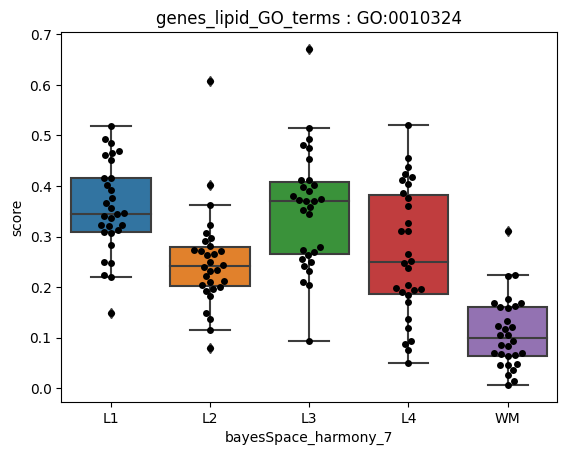 genes_lipid_GO_terms : GO:0010324
0.7
0.6
0.5
0.4
0.3
0.2
0.1
0.0
score
L1 L2 L3 L4 WM
bayesSpace_harmony_7